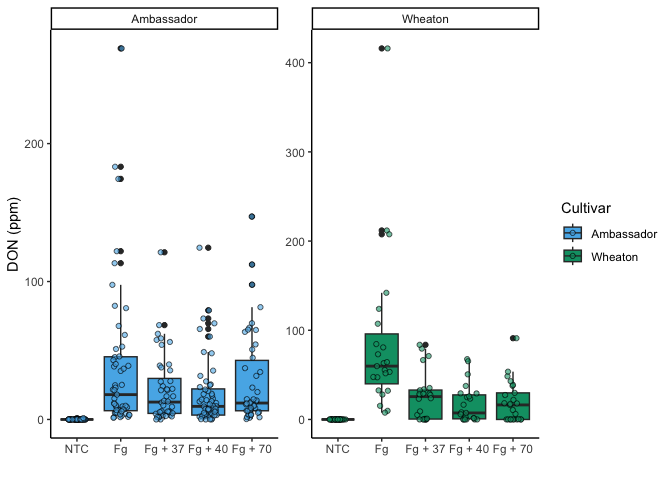 Ambassador
Wheaton
DON (ppm)
200
100
0
400
300
200
100
0
NTC Fg Fg + 37 Fg + 40 Fg + 70
NTC Fg Fg + 37 Fg + 40 Fg + 70
Cultivar
Ambassador
Wheaton